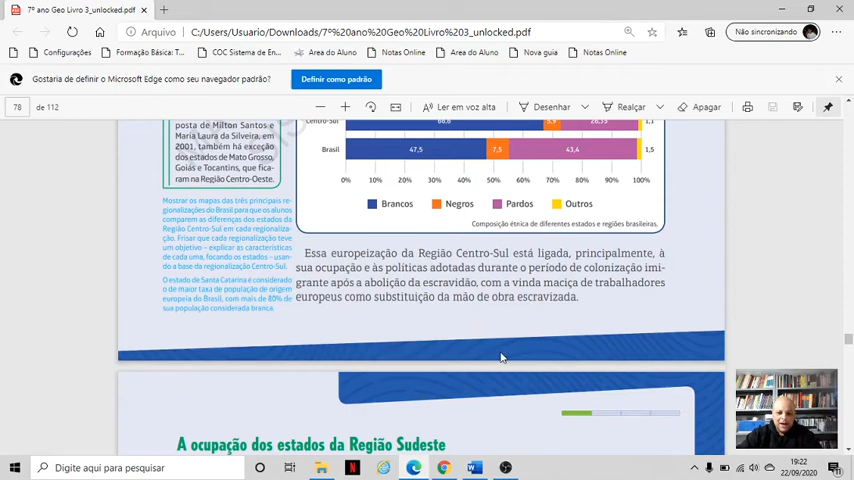 7º ano Geo Livro 3_unlocked.pdf
Arquivo
C:/Users/Usuario/Downloads/7º%20ano%20Geo%20Livro%203_unlocked.pdf
Não sincronizando
Configurações
Formação Básica: T...
COC Sistema de En...
Área do Aluno
Notas Online
Area do Aluno
Nova guia
Notas Online
Gostaria de definir o Microsoft Edge como seu navegador padrão?
Definir como padrão
78
de 112
Ler em voz alta
Desenhar
Realçar
Apagar
posta de Milton Santos e
Maria Laura da Silveira, em
2001, também há exceção
dos estados de Mato Grosso,
Goiás e Tocantins, que fica-
ram na Região Centro-Oeste.
Mostrar os mapas das três principais re-
gionalizações do Brasil para que os alunos
comparem as diferenças dos estados da
Região Centro-Sul em cada regionaliza-
ção. Frisar que cada regionalização teve
um objetivo – explicar as características
de cada uma, focando os estados – usan-
do a base da regionalização Centro-Sul.
O estado de Santa Catarina é considerado
o de maior taxa de população de origem
europeia do Brasil, com mais de 80% de
sua população considerada branca.
Centro-Sul
68,6
3,9
26,35
1,1
Brasil
47,5
7,5
43,4
1,5
0%
10%
20%
30%
40%
50%
60%
70%
80%
90%
100%
Brancos
Negros
Pardos
Outros
Composição étnica de diferentes estados e regiões brasileiras.
Essa europeização da Região Centro-Sul está ligada, principalmente, à
sua ocupação e às políticas adotadas durante o período de colonização imi-
grante após a abolição da escravidão, com a vinda maciça de trabalhadores
europeus como substituição da mão de obra escravizada.
A ocupação dos estados da Região Sudeste
Digite aqui para pesquisar
19:22
22/09/2020